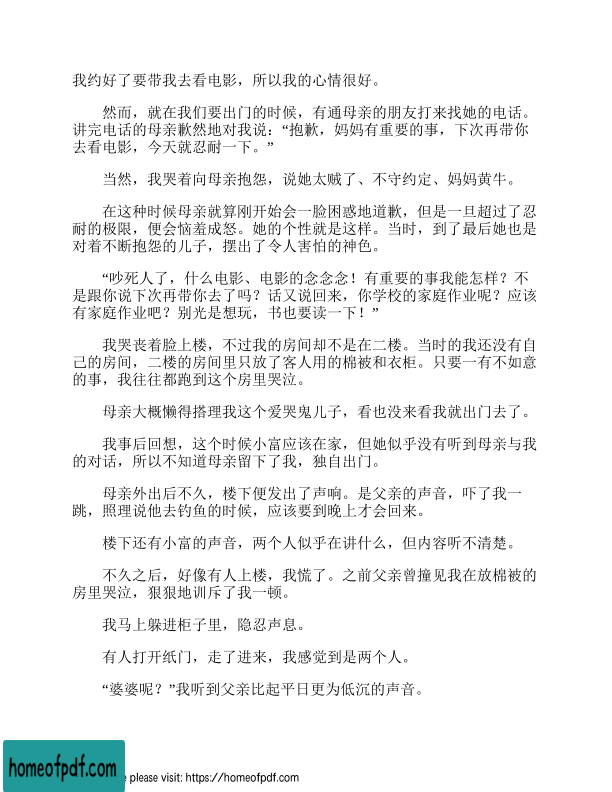 我约好了要带我去看电影，所以我的心情很好。
然而，就在我们要出门的时候，有通母亲的朋友打来找她的电话。
讲完电话的母亲歉然地对我说：“抱歉，妈妈有重要的事，下次再带你
去看电影，今天就忍耐一下。”
当然，我哭着向母亲抱怨，说她太贼了、不守约定、妈妈黄牛。
在这种时候母亲就算刚开始会一脸困惑地道歉，但是一旦超过了忍
耐的极限，便会恼羞成怒。她的个性就是这样。当时，到了最后她也是
对着不断抱怨的儿子，摆出了令人害怕的神色。
“吵死人了，什么电影、电影的念念念！有重要的事我能怎样？不
是跟你说下次再带你去了吗？话又说回来，你学校的家庭作业呢？应该
有家庭作业吧？别光是想玩，书也要读一下！”
我哭丧着脸上楼，不过我的房间却不是在二楼。当时的我还没有自
己的房间，二楼的房间里只放了客人用的棉被和衣柜。只要一有不如意
的事，我往往都跑到这个房里哭泣。
母亲大概懒得搭理我这个爱哭鬼儿子，看也没来看我就出门去了。
我事后回想，这个时候小富应该在家，但她似乎没有听到母亲与我
的对话，所以不知道母亲留下了我，独自出门。
母亲外出后不久，楼下便发出了声响。是父亲的声音，吓了我一
跳，照理说他去钓鱼的时候，应该要到晚上才会回来。
楼下还有小富的声音，两个人似乎在讲什么，但内容听不清楚。
不久之后，好像有人上楼，我慌了。之前父亲曾撞见我在放棉被的
房里哭泣，狠狠地训斥了我一顿。
我马上躲进柜子里，隐忍声息。
有人打开纸门，走了进来，我感觉到是两个人。
“婆婆呢？”我听到父亲比起平日更为低沉的声音。
homeofpdf.com
e please visit: https://homeofpdf.com